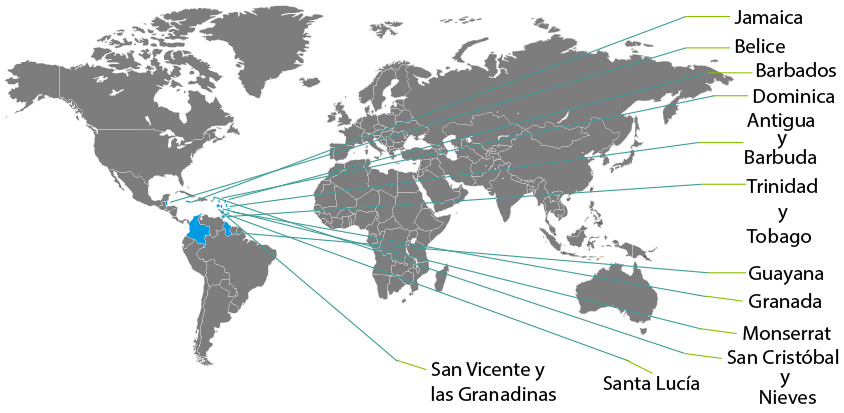 Jamaica
Belice
Barbados
Dominica
Antigua
y
Barbuda
Trinidad
y
Tobago
Guayana
Granada
Monserrat
San Cristóbal
y
Nieves
Santa Lucía
San Vicente y
las Granadinas